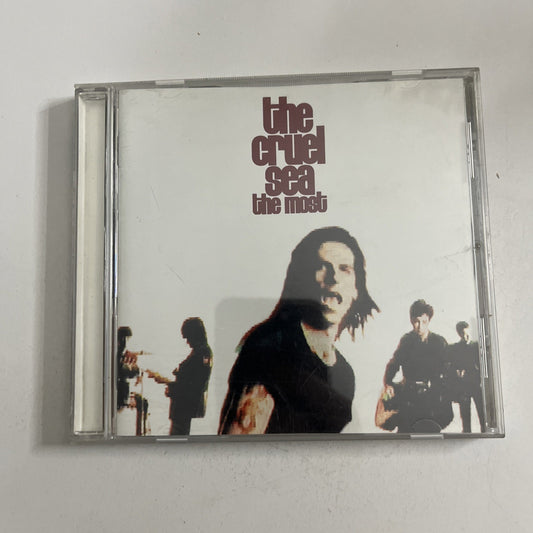 the
cruel
sea
the most